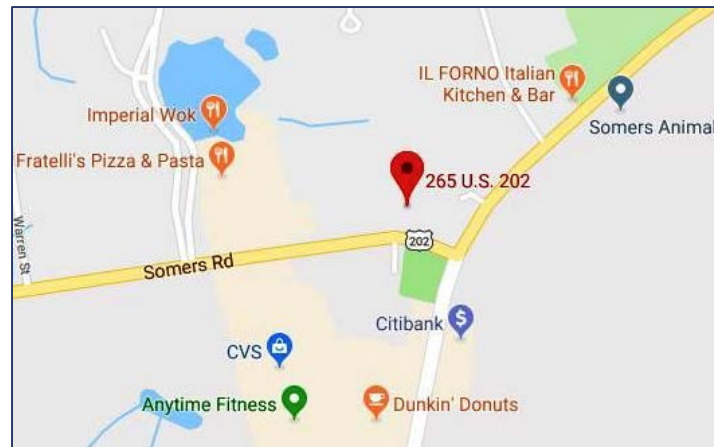 IL FORNO Italian
Kitchen & Bar
Imperial Wok
Somers Animal
Fratelli's Pizza & Pasta
265 U.S. 202
Warren St
202
Somers Rd
Citibank
$
CVS
Anytime Fitness
Dunkin' Donuts